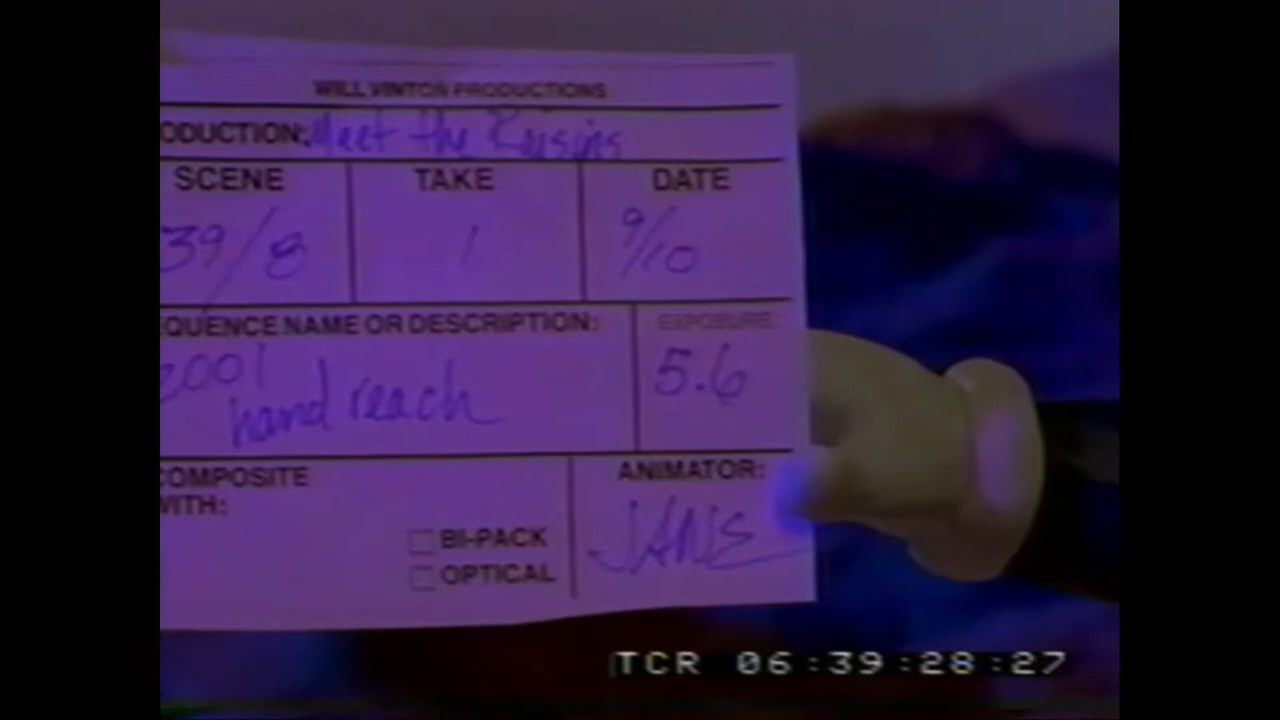 WILL VINTON PRODUCTIONS
ODUCTION: Meet the Raisins
SCENE TAKE DATE
39/8 1 9/10
QUENCE NAME OR DESCRIPTION: EXPOSURE
2001 5.6
hand reach
COMPOSITE ANIMATOR:
WITH:
BI-PACK JANE
OPTICAL
TCR 06:39:28:27